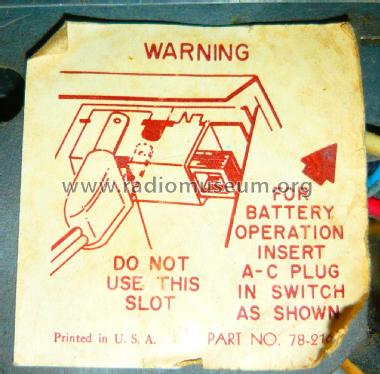 WARNING
www.radiomuseum.org
FOR
BATTERY
OPERATION
INSERT
A-C PLUG
IN SWITCH
AS SHOWN
DO NOT
USE THIS
SLOT
Printed in U. S. A.
PART NO. 78-21